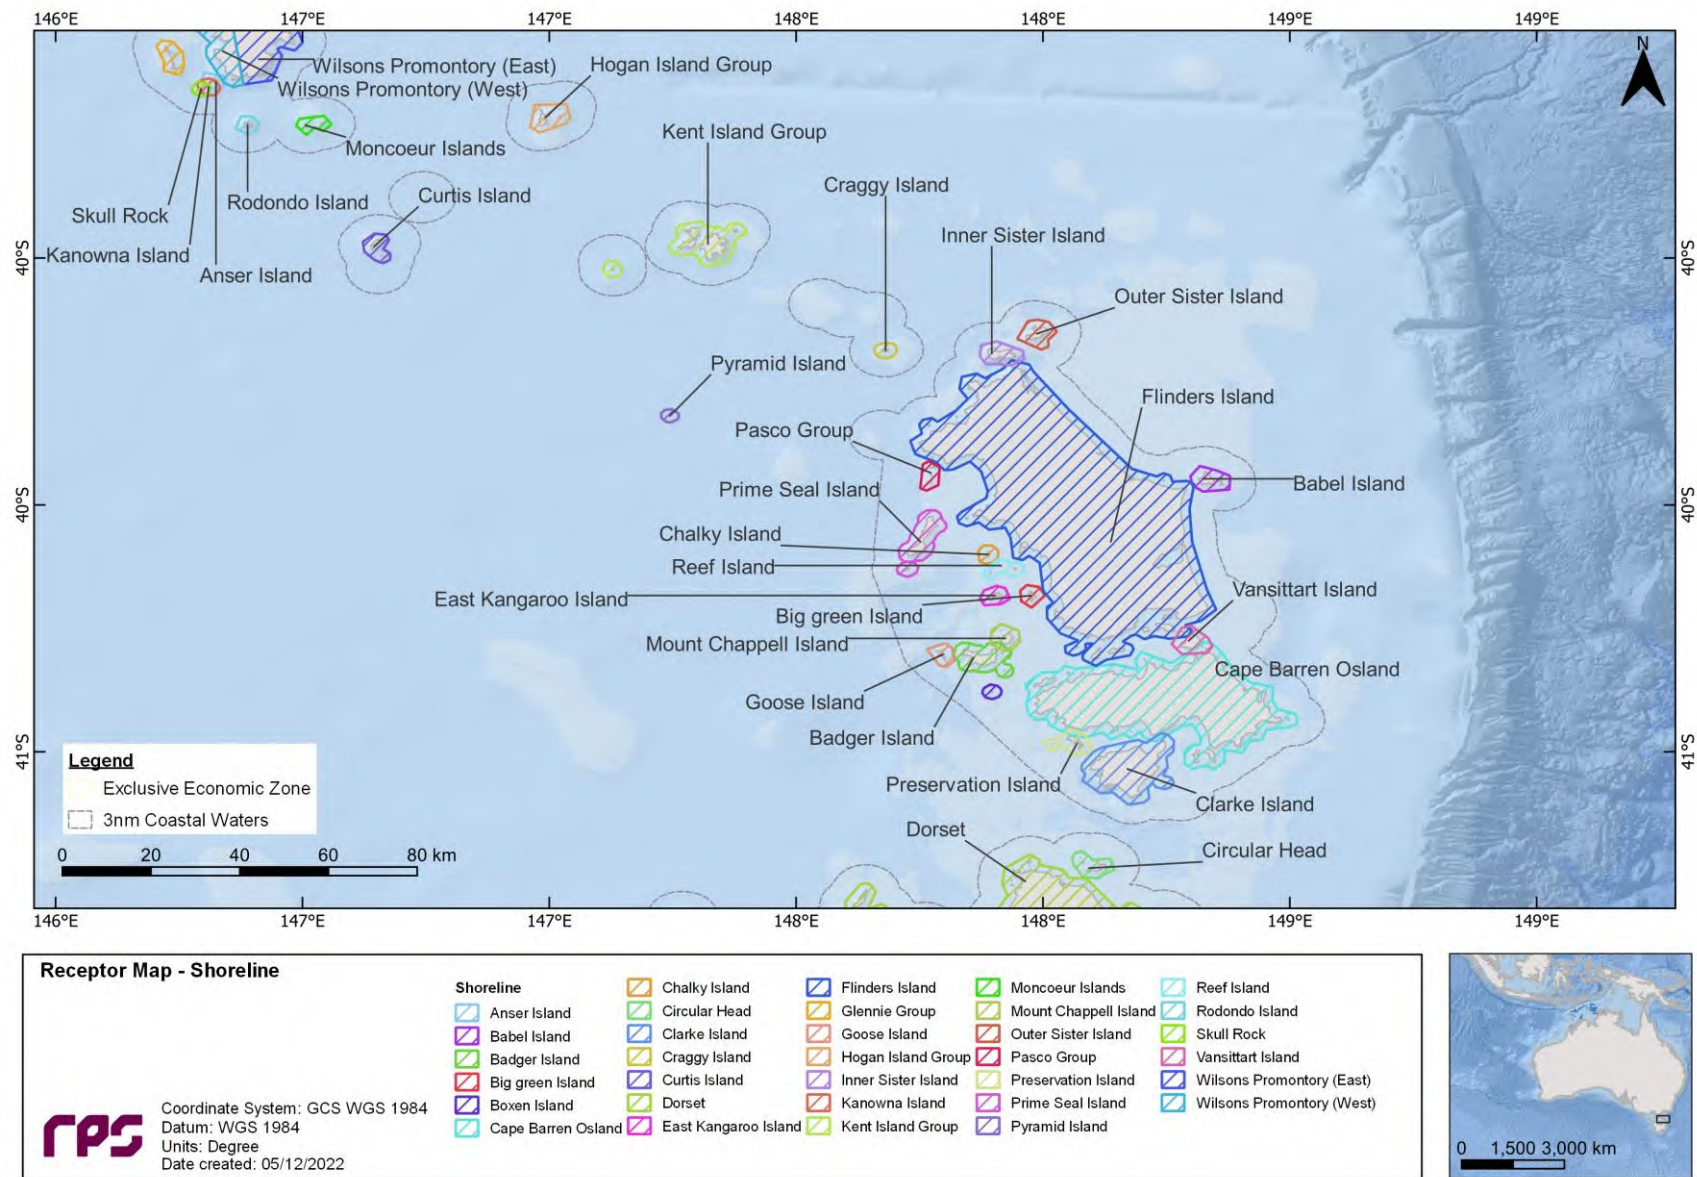 146°E 147°E 147°E 148°E 148°E 149°E 149°E
N
Wilsons Promontory (East)
Hogan Island Group
Wilsons Promontory (West)
Kent Island Group
Moncoeur Islands
Craggy Island
Rodondo Island
Curtis Island
Skull Rock
Inner Sister Island
Kanowna Island
40°S 40°S
Anser Island
Outer Sister Island
Pyramid Island
Flinders Island
Pasco Group
Babel Island
Prime Seal Island
40°S 40°S
Chalky Island
Reef Island
Vansittart Island
East Kangaroo Island
Big green Island
Mount Chappell Island
Cape Barren Osland
Goose Island
Badger Island
41°S 41°S
Preservation Island
Clarke Island
Legend
Exclusive Economic Zone
3nm Coastal Waters
Dorset
Circular Head
0 20 40 60 80 km
146°E 147°E 147°E 148°E 148°E 149°E 149°E
Receptor Map - Shoreline
Shoreline
Anser Island
Babel Island
Badger Island
Big green Island
Boxen Island
Cape Barren Osland
Chalky Island
Circular Head
Clarke Island
Craggy Island
Curtis Island
Dorset
East Kangaroo Island
Flinders Island
Glennie Group
Goose Island
Hogan Island Group
Inner Sister Island
Kanowna Island
Kent Island Group
Moncoeur Islands
Mount Chappell Island
Outer Sister Island
Pasco Group
Preservation Island
Prime Seal Island
Pyramid Island
Reef Island
Rodondo Island
Skull Rock
Vansittart Island
Wilsons Promontory (East)
Wilsons Promontory (West)
rps
Coordinate System: GCS WGS 1984
Datum: WGS 1984
Units: Degree
Date created: 05/12/2022
0 1,500 3,000 km